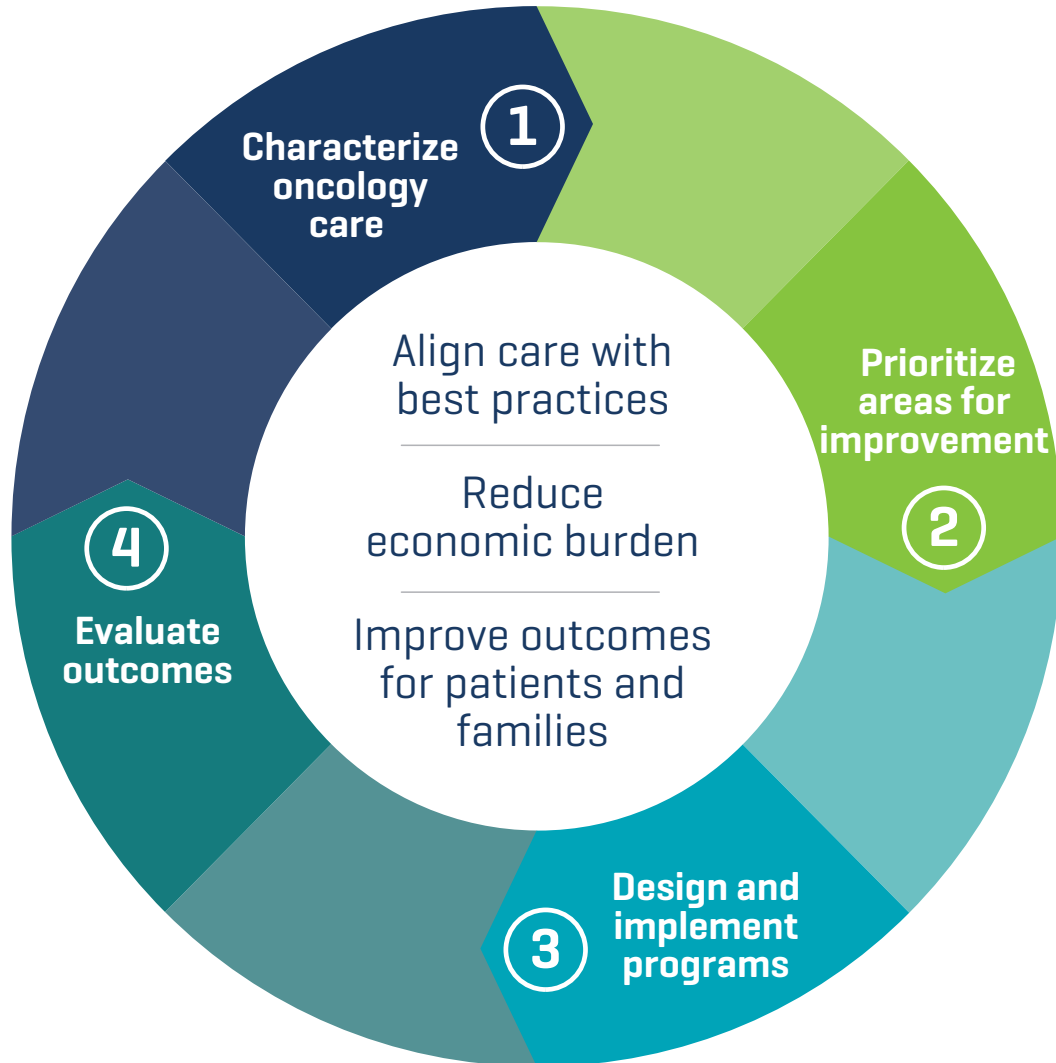 1
Characterize
oncology
care
Prioritize
areas for
improvement
2
Design and
implement
programs
3
4
Evaluate
outcomes
Align care with
best practices
Reduce
economic burden
Improve outcomes
for patients and
families